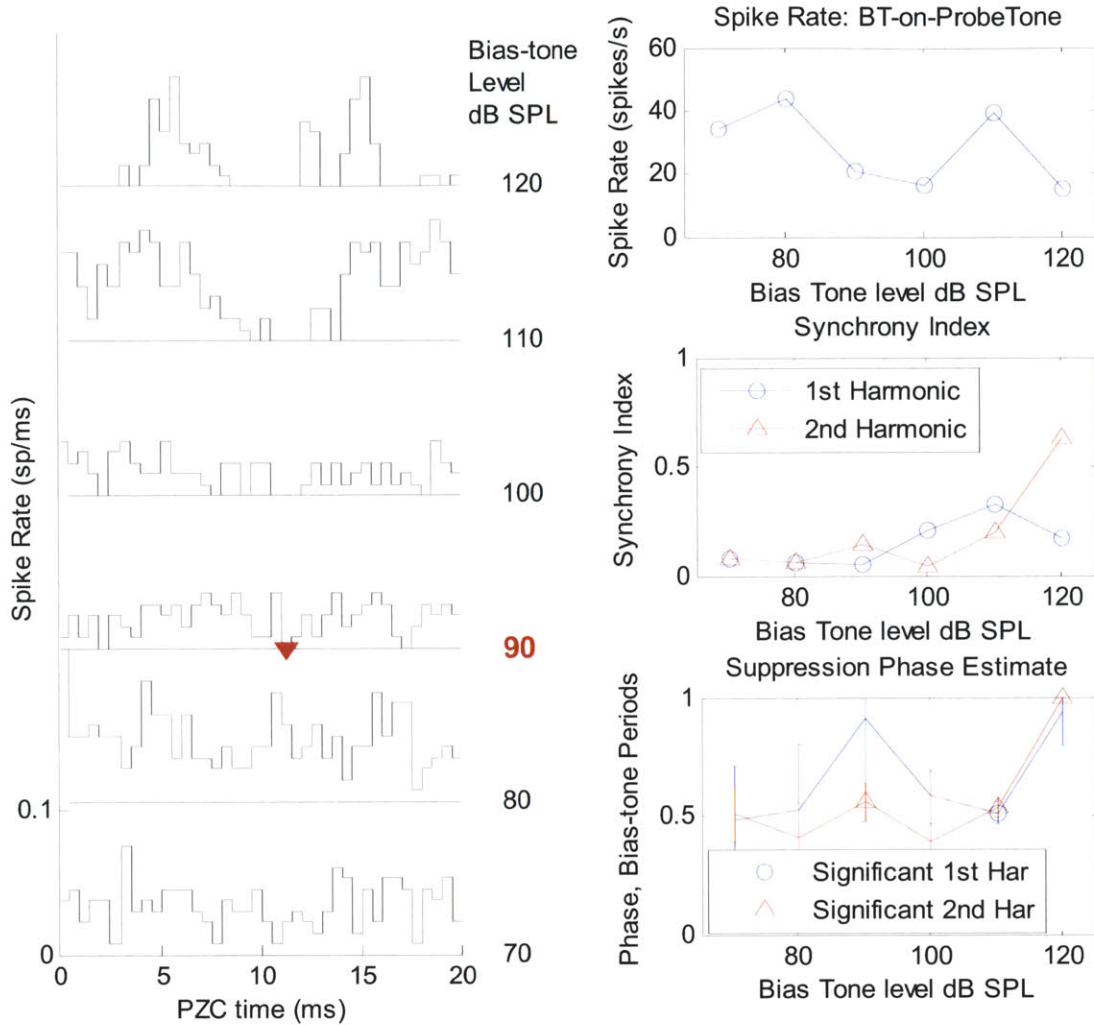 Bias-tone
Level
dB SPL
120
110
100
90
80
70
Spike Rate (sp/ms)
0.1
0
0
5
10
15
20
PZC time (ms)
Spike Rate: BT-on-ProbeTone
Spike Rate (spikes/s)
60
40
20
0
80
100
120
Bias Tone level dB SPL
Synchrony Index
Synchrony Index
1
0.5
0
1st Harmonic
2nd Harmonic
80
100
120
Bias Tone level dB SPL
Suppression Phase Estimate
Phase, Bias-tone Periods
1
0.5
0
Significant 1st Har
Significant 2nd Har
80
100
120
Bias Tone level dB SPL